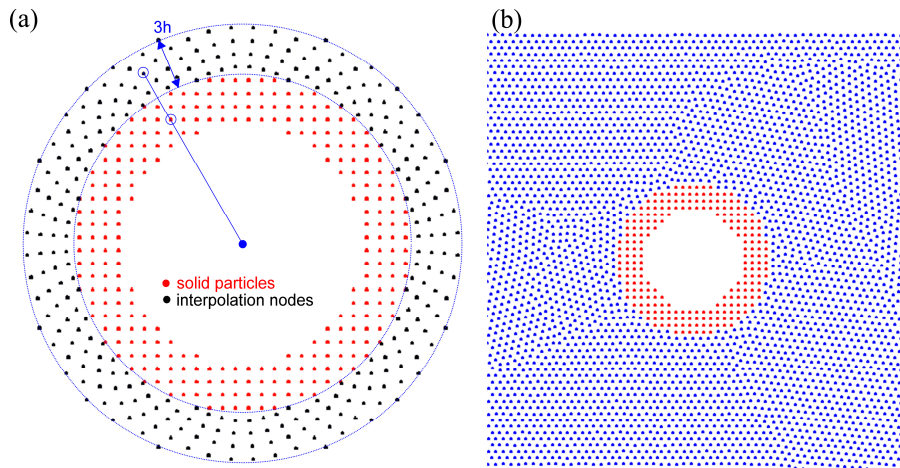 (a)
(b)
3h
solid particles
interpolation nodes